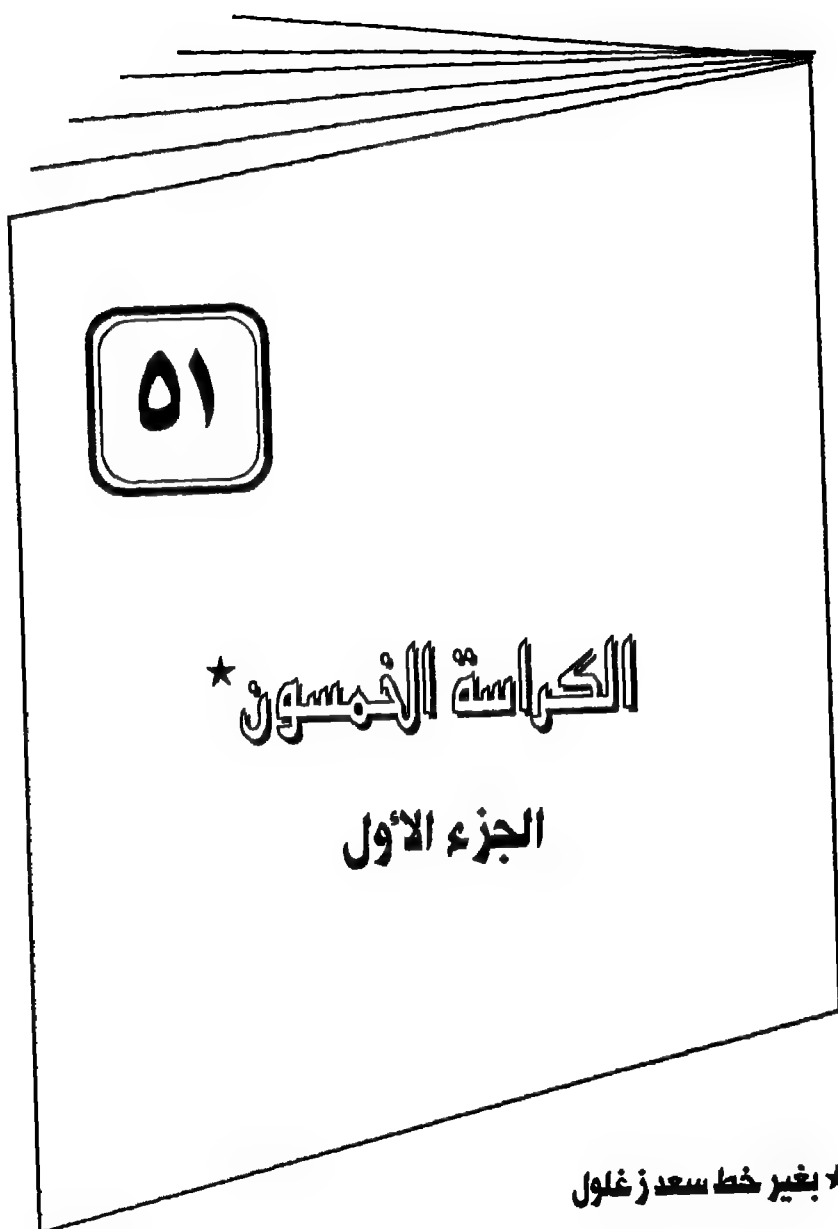 ٥١
الكراسة الخمسون*
الجزء الأول
* بغير خط سعد زغلول